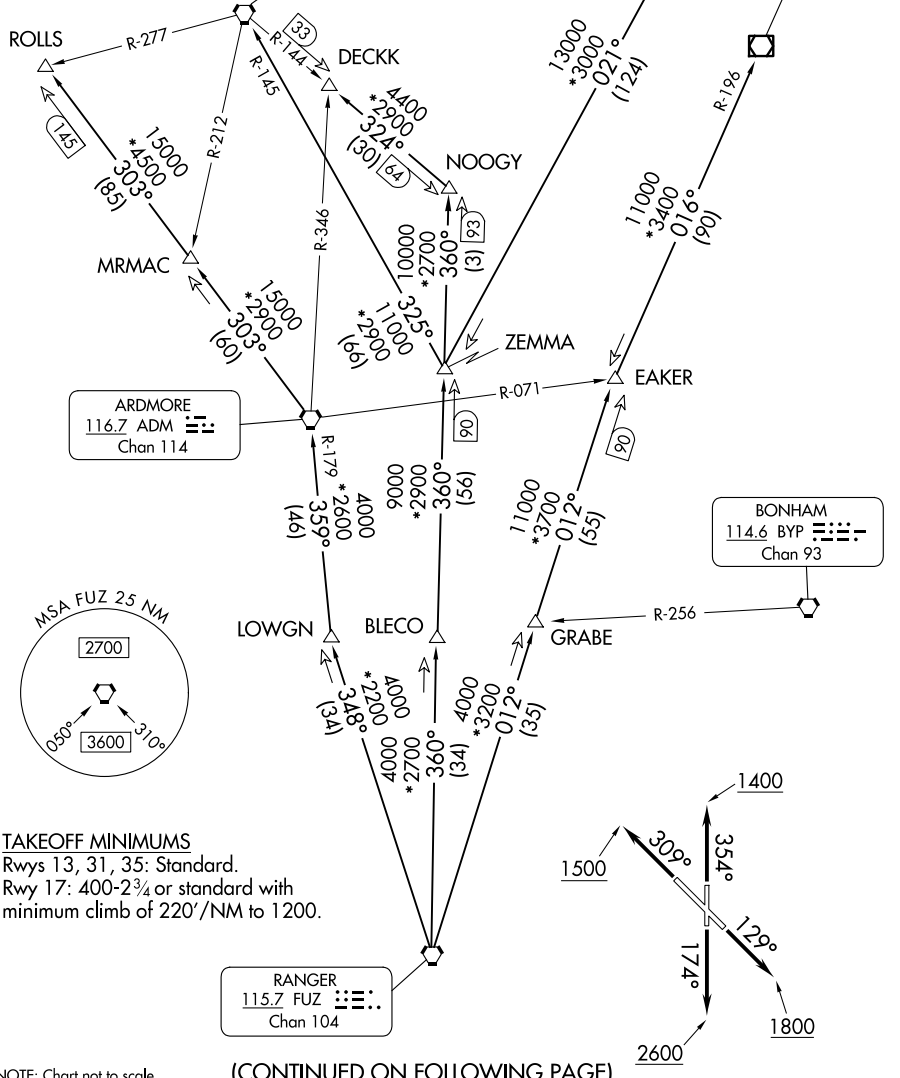 ROLLS
R-277
33
R-144
DECKK
R-145
13000
*3000
021°
(124)
R-196
145
15000
*4500
303°
(85)
R-212
4400
*2900
324°
(30)
64
NOOGY
R-346
93
10000
*2700
360°
(3)
11000
*3400
016°
(90)
MRMAC
15000
*2900
303°
(60)
325°
11000
*2900
(66)
ZEMMA
EAKER
R-071
ARDMORE
116.7 ADM
Chan 114
R-179
90
90
4000
*2600
359°
(46)
9000
*2900
360°
(56)
11000
*3700
012°
(55)
BONHAM
114.6 BYP
Chan 93
R-256
MSA FUZ 25 NM
2700
050°
310°
3600
LOWGN
BLECO
GRABE
4000
*2200
348°
(34)
4000
*2700
360°
(34)
4000
*3200
012°
(35)
TAKEOFF MINIMUMS
Rwys 13, 31, 35: Standard.
Rwy 17: 400-2¾ or standard with
minimum climb of 220'/NM to 1200.
1400
1500
309°
354°
129°
174°
1800
2600
RANGER
115.7 FUZ
Chan 104
NOTE: Chart not to scale
(CONTINUED ON FOLLOWING PAGE)